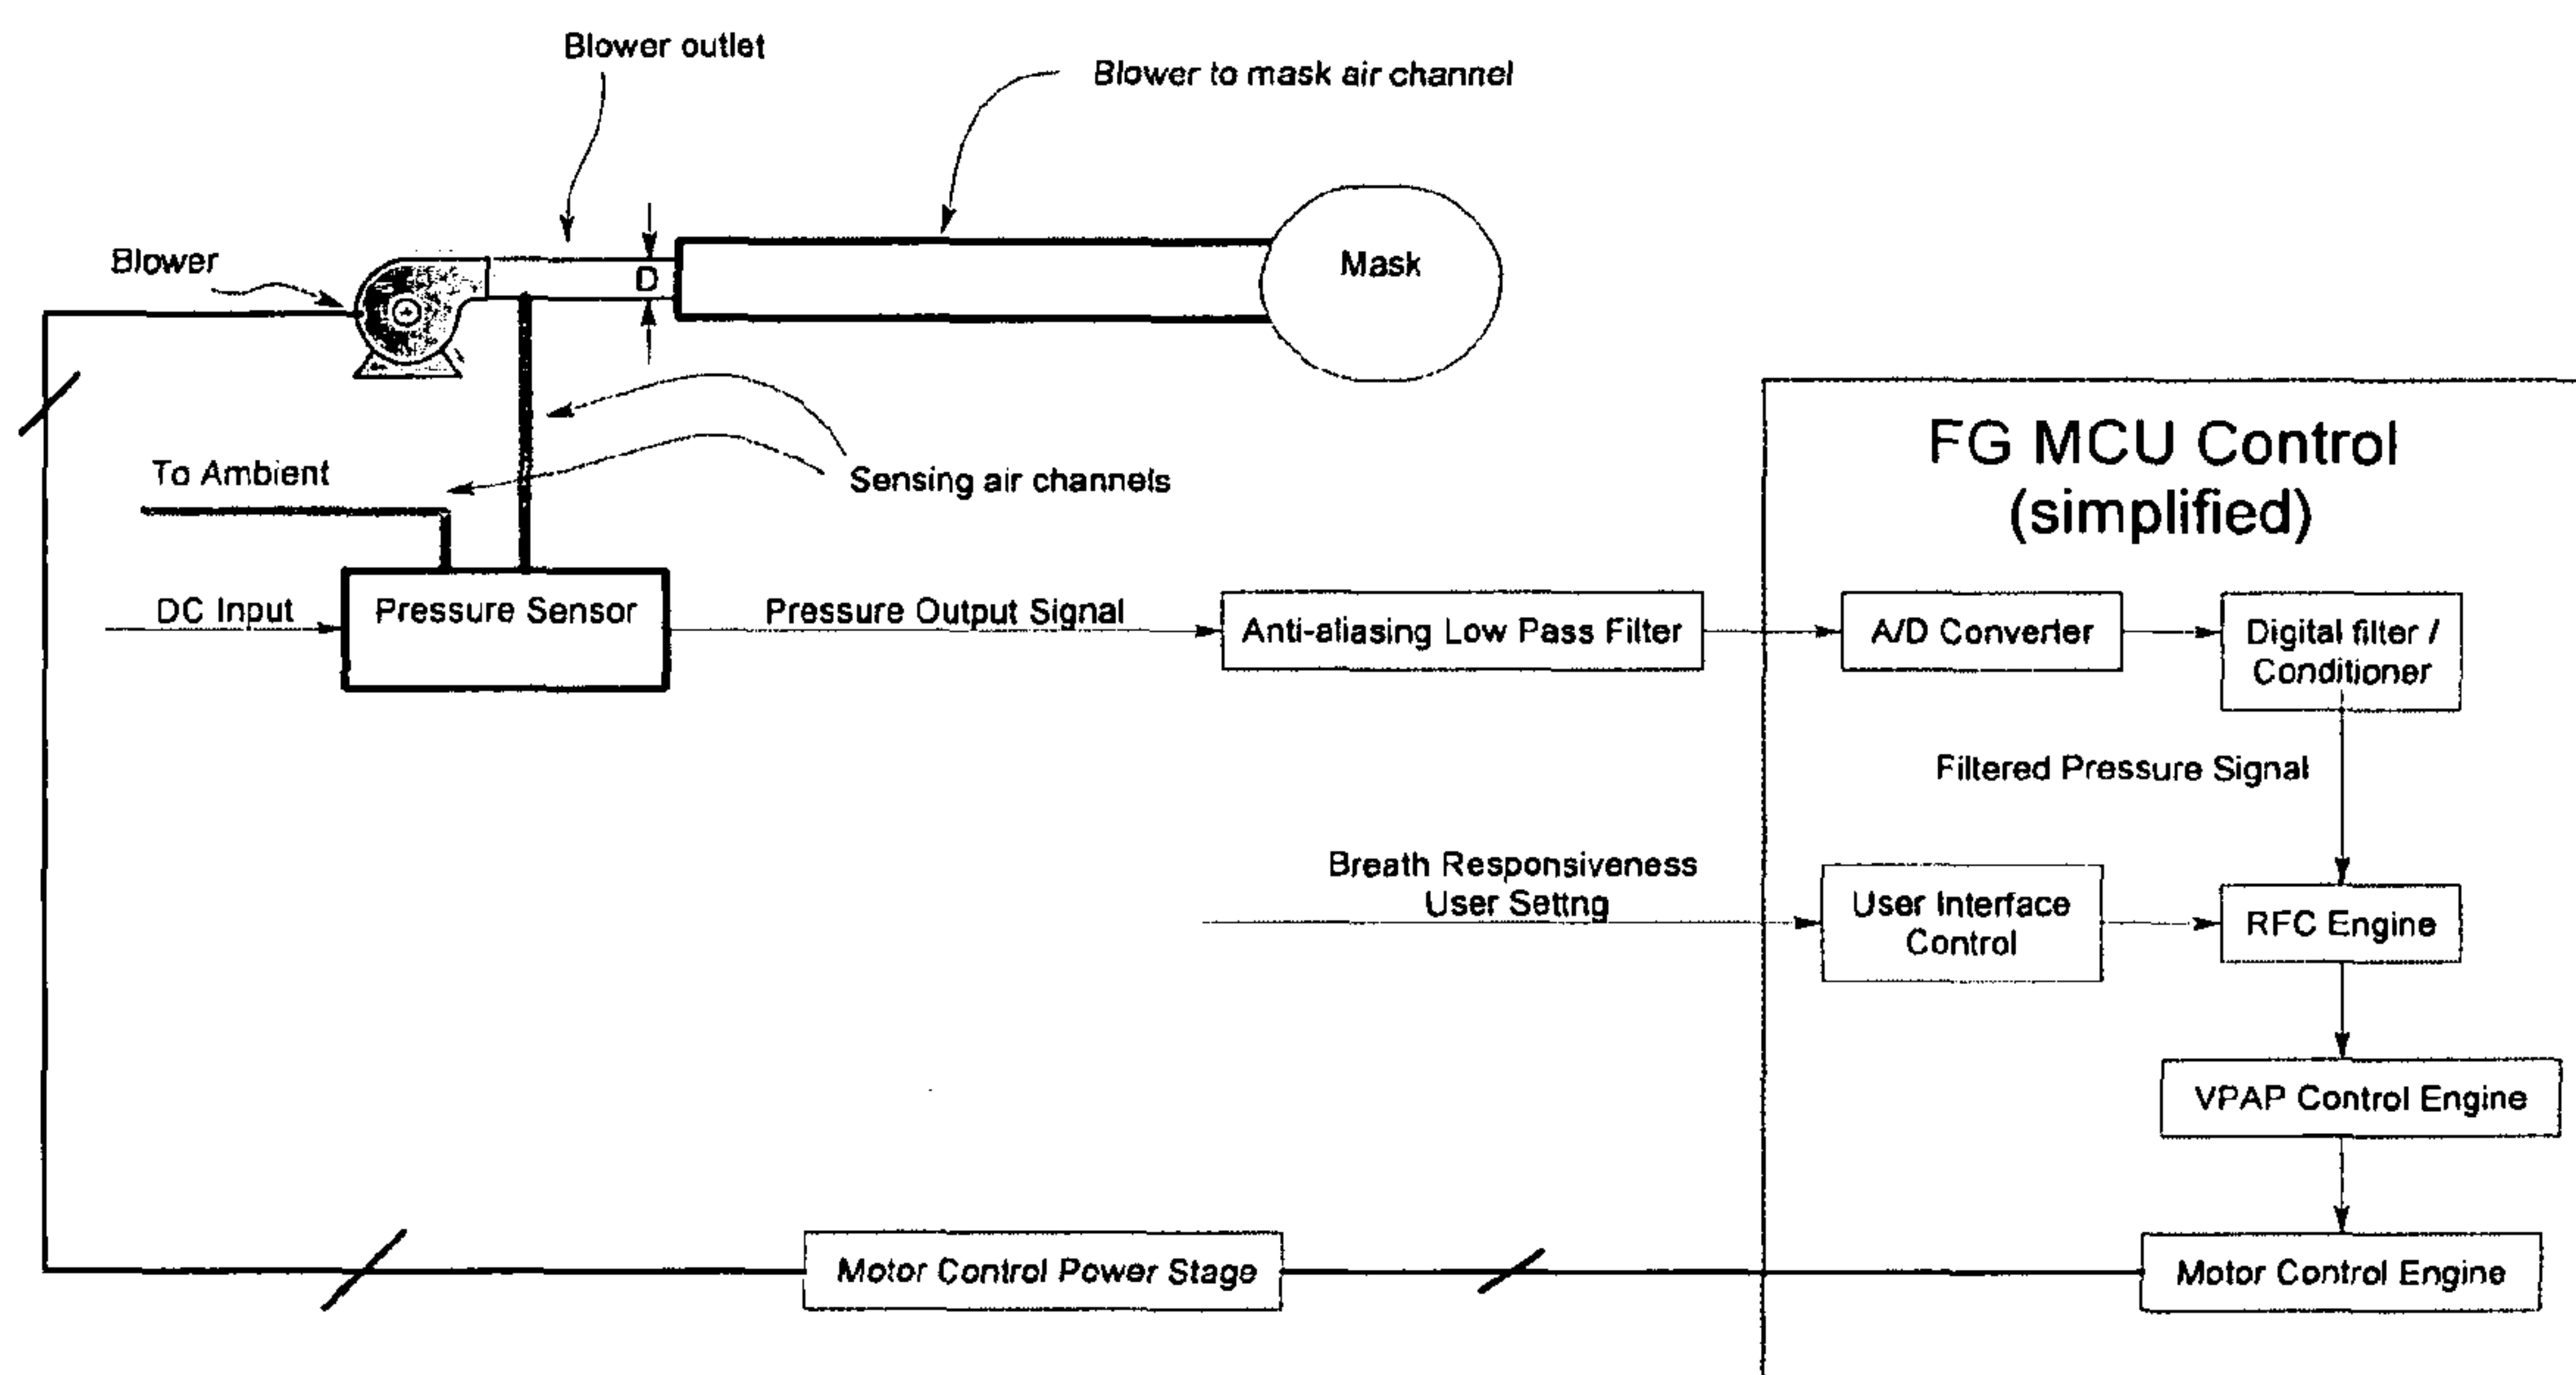 Blower outlet
Blower to mask air channel
Blower
D
Mask
To Ambient
Sensing air channels
FG MCU Control
(simplified)
DC Input
Pressure Sensor
Pressure Output Signal
Anti-aliasing Low Pass Filter
A/D Converter
Digital filter /
Conditioner
Filtered Pressure Signal
Breath Responsiveness
User Settng
User Interface
Control
RFC Engine
VPAP Control Engine
Motor Control Power Stage
Motor Control Engine